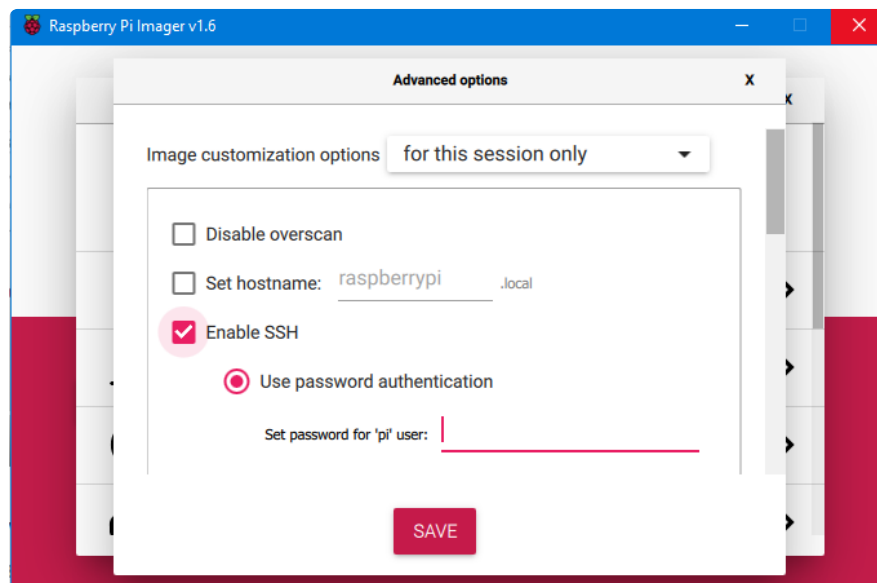 Raspberry Pi Imager v1.6
Advanced options X
X
Image customization options for this session only
Disable overscan
Set hostname: raspberrypi .local
Enable SSH
Use password authentication
Set password for 'pi' user:
SAVE